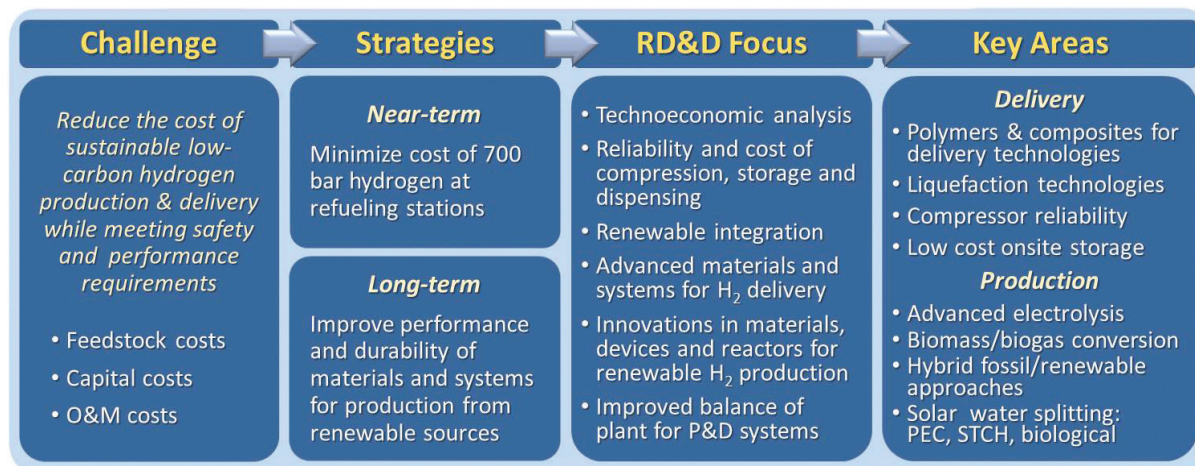 Challenge
Strategies
RD&D Focus
Key Areas
Reduce the cost of
sustainable low-
carbon hydrogen
production & delivery
while meeting safety
and performance
requirements
• Feedstock costs
• Capital costs
• O&M costs
Near-term
Minimize cost of 700
bar hydrogen at
refueling stations
Long-term
Improve performance
and durability of
materials and systems
for production from
renewable sources
• Technoeconomic analysis
• Reliability and cost of
compression, storage and
dispensing
• Renewable integration
• Advanced materials and
systems for H₂ delivery
• Innovations in materials,
devices and reactors for
renewable H₂ production
• Improved balance of
plant for P&D systems
Delivery
• Polymers & composites for
delivery technologies
• Liquefaction technologies
• Compressor reliability
• Low cost onsite storage
Production
• Advanced electrolysis
• Biomass/biogas conversion
• Hybrid fossil/renewable
approaches
• Solar water splitting:
PEC, STCH, biological